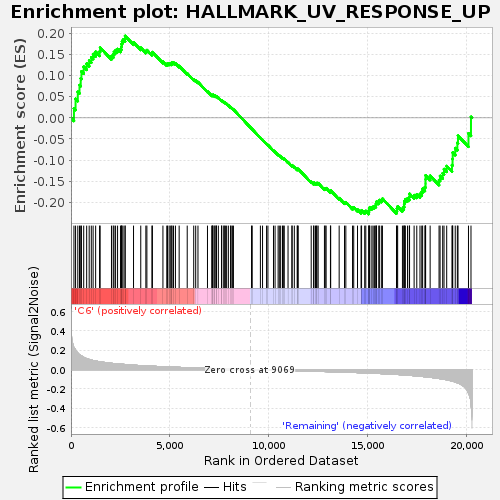 Enrichment plot: HALLMARK_UV_RESPONSE_UP
Enrichment score (ES)
0.20
0.15
0.10
0.05
0.00
-0.05
-0.10
-0.15
-0.20
'C6' (positively correlated)
Ranked list metric (Signal2Noise)
0.6
0.4
0.2
0.0
-0.2
-0.4
-0.6
Zero cross at 9069
'Remaining' (negatively correlated)
0
5,000
10,000
15,000
20,000
Rank in Ordered Dataset
Enrichment profile
Hits
Ranking metric scores